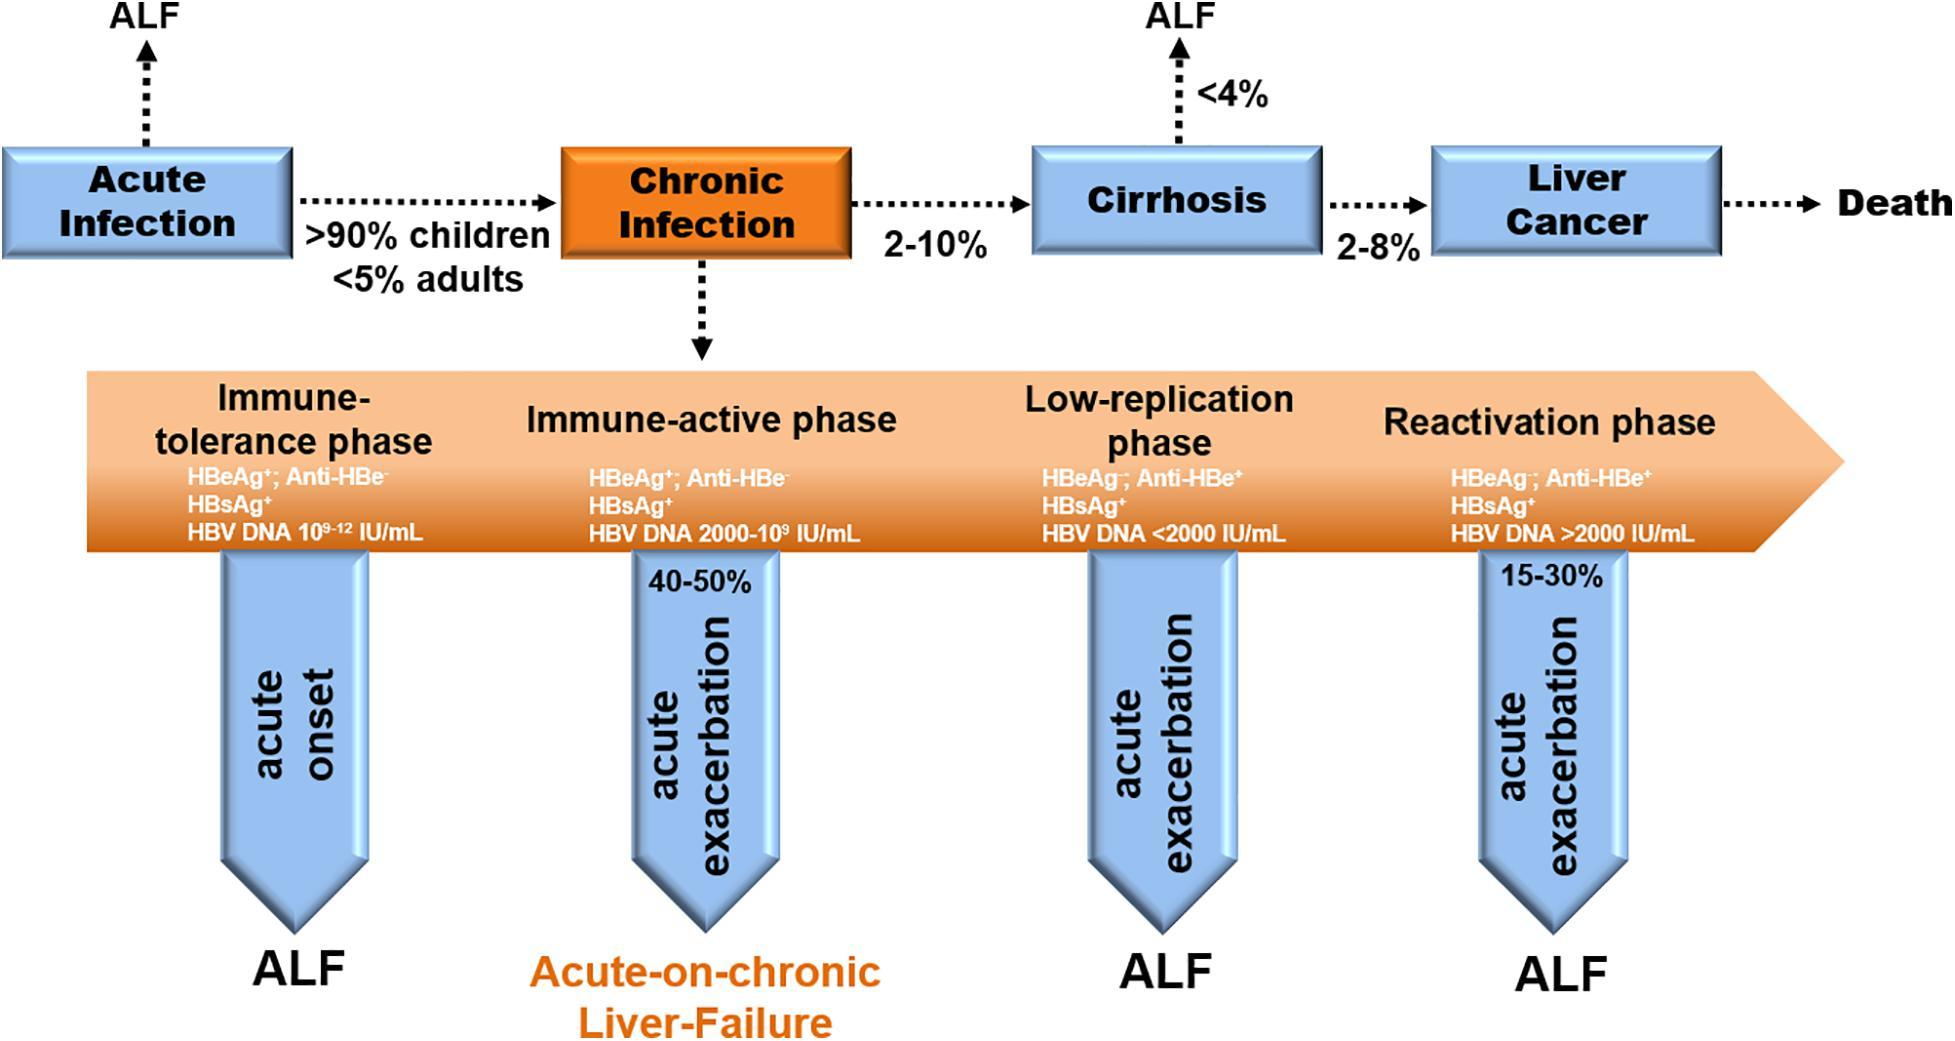 ALF
ALF
<4%
Acute
Infection
>90% children
<5% adults
Chronic
Infection
2-10%
Cirrhosis
2-8%
Liver
Cancer
Death
Immune-
tolerance phase
HBeAg⁺; Anti-HBe⁻
HBsAg⁺
HBV DNA 10⁹⁻¹² IU/mL
Immune-active phase
HBeAg⁺; Anti-HBe⁻
HBsAg⁺
HBV DNA 2000-10⁹ IU/mL
Low-replication
phase
HBeAg⁻; Anti-HBe⁺
HBsAg⁺
HBV DNA <2000 IU/mL
Reactivation phase
HBeAg⁻; Anti-HBe⁺
HBsAg⁺
HBV DNA >2000 IU/mL
acute
onset
ALF
40-50%
acute
exacerbation
Acute-on-chronic
Liver-Failure
acute
exacerbation
ALF
15-30%
acute
exacerbation
ALF